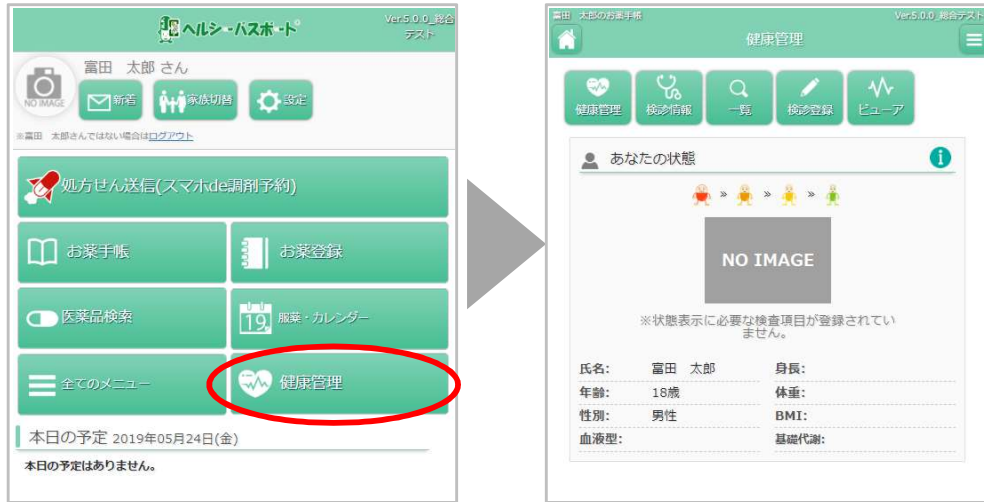 ヘルシーパスポート
Ver.5.0.0_総合テスト
富田 太郎 さん
NO IMAGE
新着
家族切替
設定
※富田 太郎さんではない場合はログアウト
処方せん送信(スマホde調剤予約)
お薬手帳
お薬登録
医薬品検索
19
服薬・カレンダー
全てのメニュー
健康管理
本日の予定 2019年05月24日(金)
本日の予定はありません。
富田 太郎のお薬手帳
Ver.5.0.0_総合テスト
健康管理
健康管理
検診情報
一覧
検診登録
ビューア
あなたの状態
» » »
NO IMAGE
※状態表示に必要な検査項目が登録されてい
ません。
氏名: 富田 太郎 身長:
年齢: 18歳 体重:
性別: 男性 BMI:
血液型: 基礎代謝: